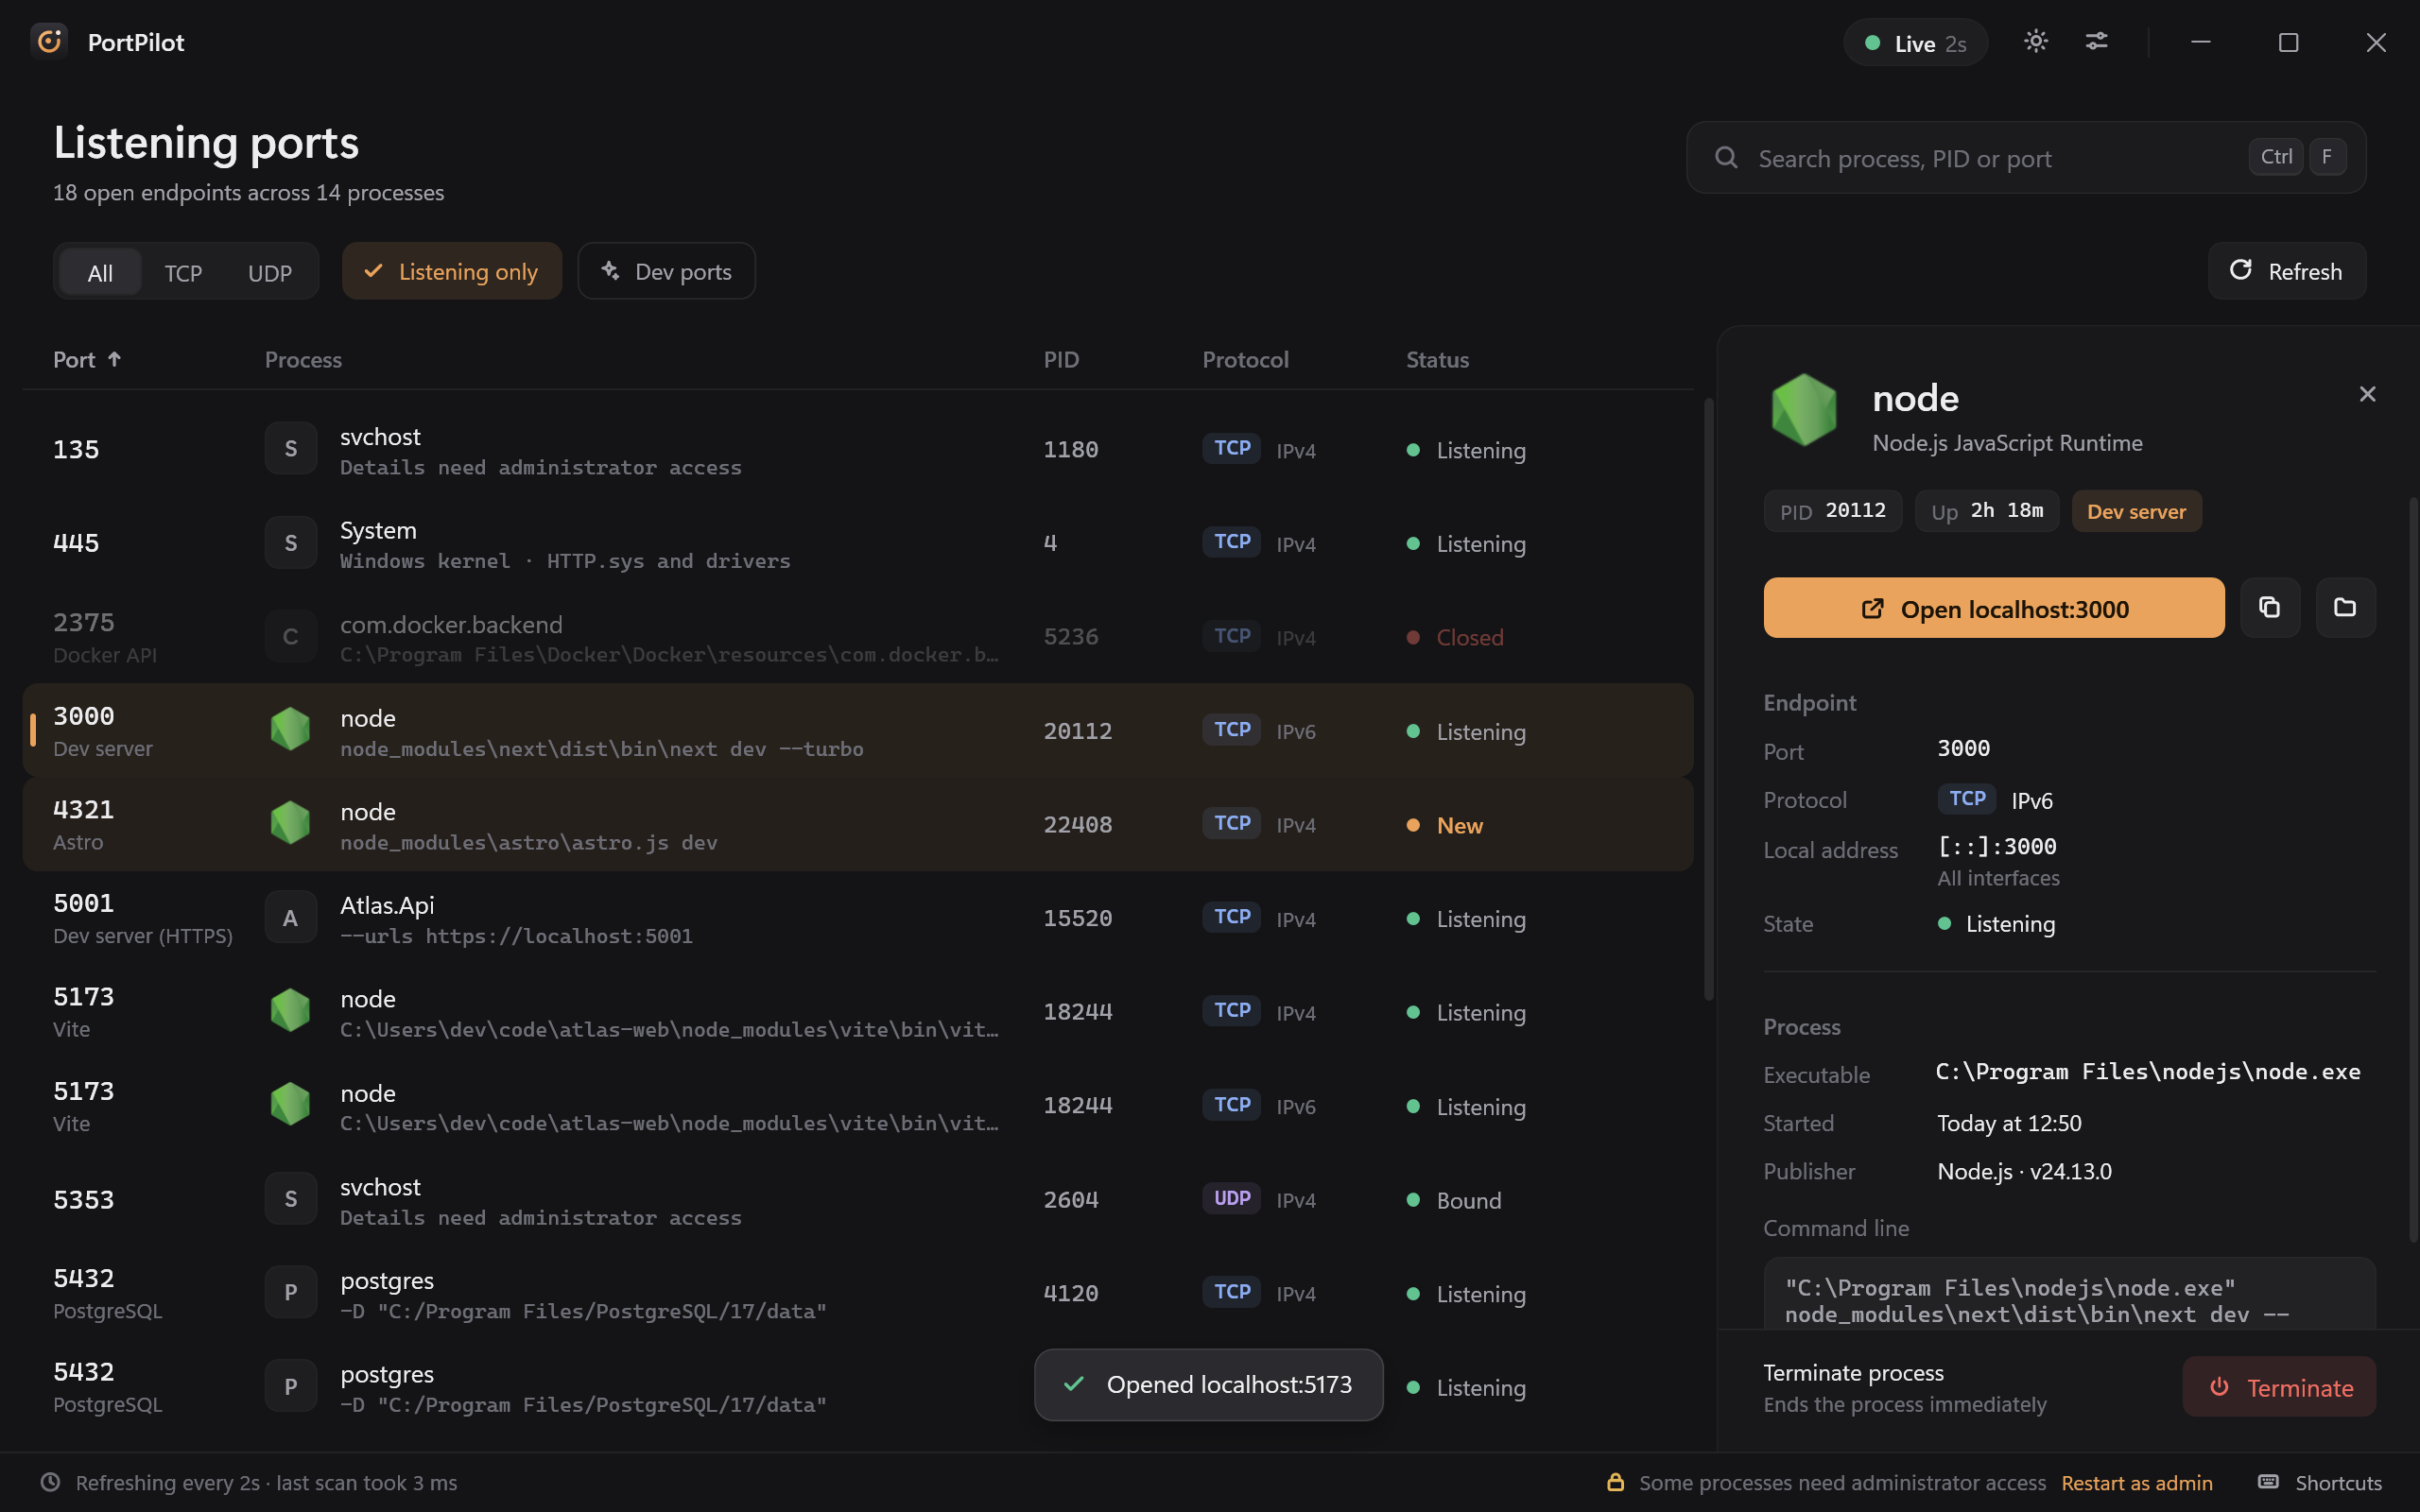 PortPilot
Live 2s
Listening ports
18 open endpoints across 14 processes
Search process, PID or port
Ctrl F
All TCP UDP Listening only Dev ports
Refresh
Port Process PID Protocol Status
135 svchost 1180 TCP IPv4 Listening
Details need administrator access
445 System 4 TCP IPv4 Listening
Windows kernel · HTTP.sys and drivers
2375 C com.docker.backend 5236 TCP IPv4 Closed
Docker API C:\Program Files\Docker\Docker\resources\com.docker.b…
3000 node 20112 TCP IPv6 Listening
Dev server node_modules\next\dist\bin\next dev --turbo
4321 node 22408 TCP IPv4 New
Astro node_modules\astro\astro.js dev
5001 A Atlas.Api 15520 TCP IPv4 Listening
Dev server (HTTPS) --urls https://localhost:5001
5173 node 18244 TCP IPv4 Listening
Vite C:\Users\dev\code\atlas-web\node_modules\vite\bin\vit…
5173 node 18244 TCP IPv6 Listening
Vite C:\Users\dev\code\atlas-web\node_modules\vite\bin\vit…
5353 S svchost 2604 UDP IPv4 Bound
Details need administrator access
5432 P postgres 4120 TCP IPv4 Listening
PostgreSQL -D "C:/Program Files/PostgreSQL/17/data"
5432 P postgres Listening
PostgreSQL -D "C:/Program Files/PostgreSQL/17/data"
Opened localhost:5173
node
Node.js JavaScript Runtime
PID 20112 Up 2h 18m Dev server
Open localhost:3000
Endpoint
Port 3000
Protocol TCP IPv6
Local address [::]:3000
All interfaces
State Listening
Process
Executable C:\Program Files\nodejs\node.exe
Started Today at 12:50
Publisher Node.js · v24.13.0
Command line
"C:\Program Files\nodejs\node.exe"
node_modules\next\dist\bin\next dev --
Terminate process
Ends the process immediately
Terminate
Refreshing every 2s · last scan took 3 ms
Some processes need administrator access Restart as admin
Shortcuts